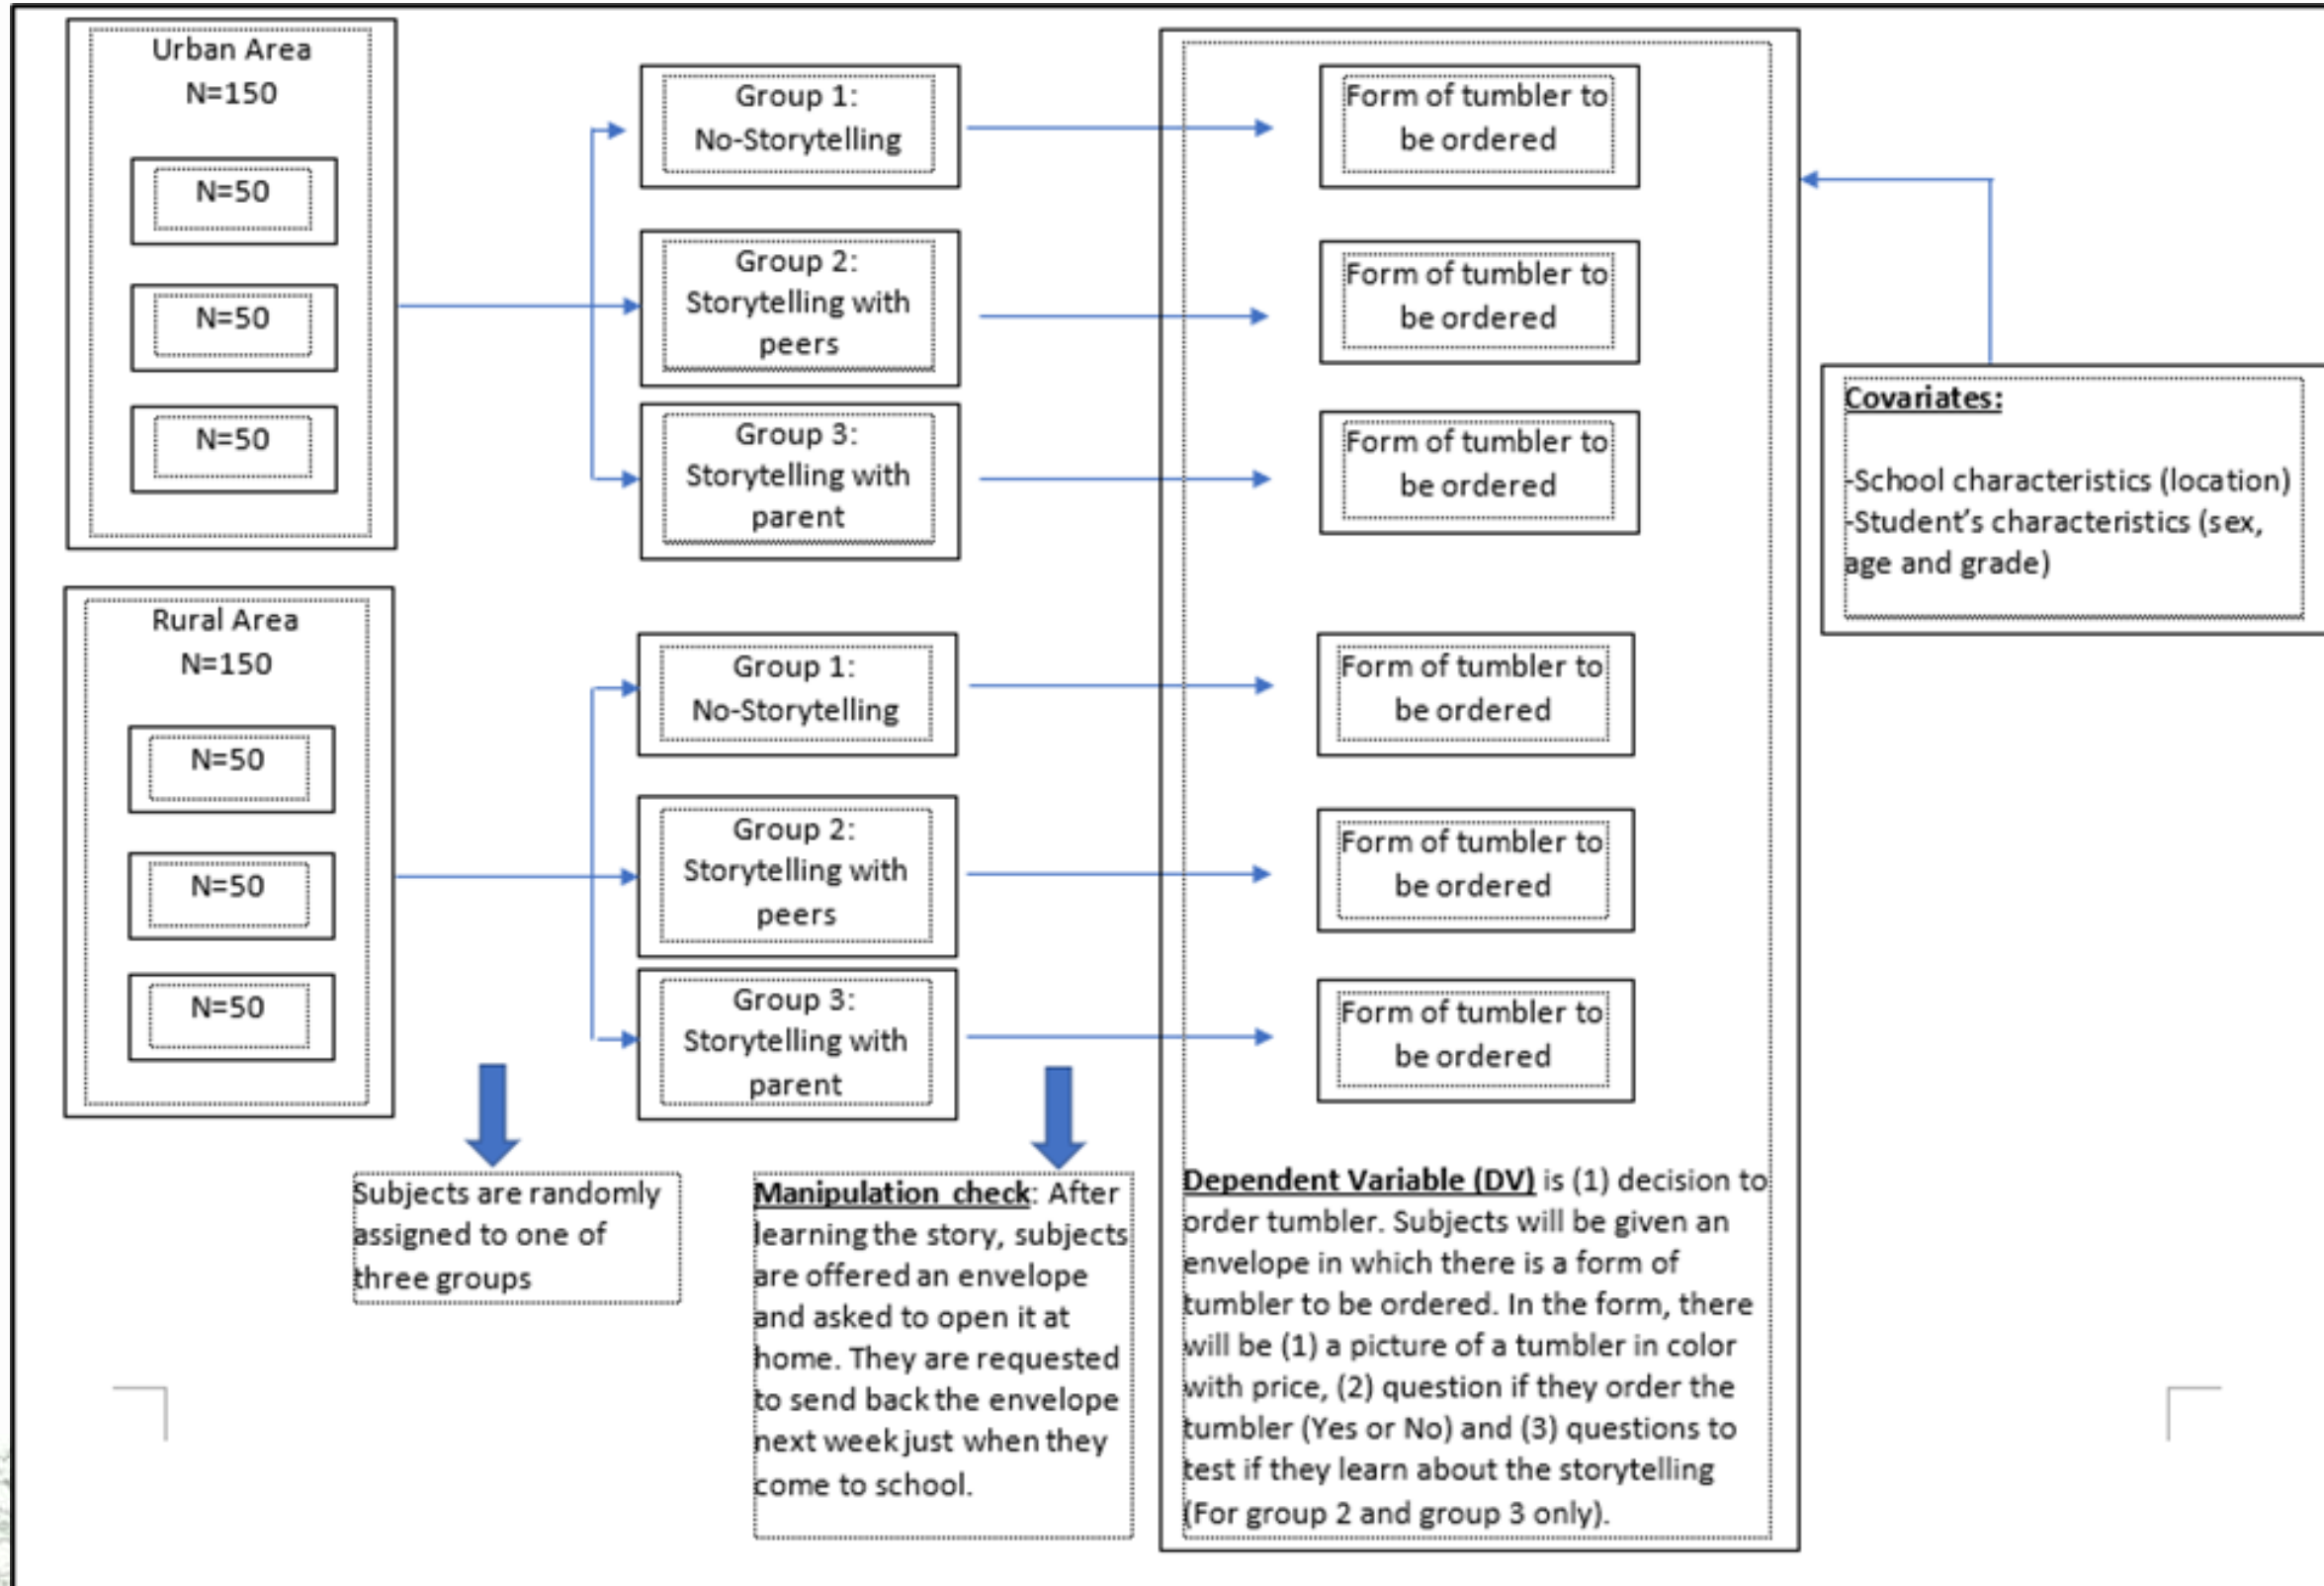 Urban Area
N=150
N=50
N=50
N=50
Group 1:
No-Storytelling
Group 2:
Storytelling with
peers
Group 3:
Storytelling with
parent
Form of tumbler to
be ordered
Form of tumbler to
be ordered
Form of tumbler to
be ordered
Covariates:
-School characteristics (location)
-Student's characteristics (sex,
age and grade)
Rural Area
N=150
N=50
N=50
N=50
Group 1:
No-Storytelling
Group 2:
Storytelling with
peers
Group 3:
Storytelling with
parent
Form of tumbler to
be ordered
Form of tumbler to
be ordered
Form of tumbler to
be ordered
Subjects are randomly
assigned to one of
three groups
Manipulation check: After
learning the story, subjects
are offered an envelope
and asked to open it at
home. They are requested
to send back the envelope
next week just when they
come to school.
Dependent Variable (DV) is (1) decision to
order tumbler. Subjects will be given an
envelope in which there is a form of
tumbler to be ordered. In the form, there
will be (1) a picture of a tumbler in color
with price, (2) question if they order the
tumbler (Yes or No) and (3) questions to
test if they learn about the storytelling
(For group 2 and group 3 only).